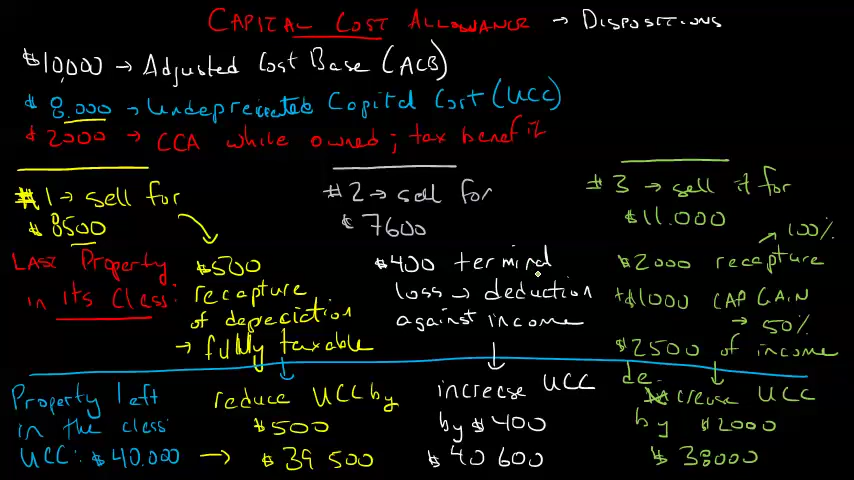 CAPITAL COST ALLOWANCE → DISPOSITIONS
$10,000 → Adjusted Cost Base (ACB)
$8,000 → Undepreciated Capital Cost (UCC)
$2000 → CCA while owned; tax benefit
#1 → sell for
$8500
#2 → sell for
$7600
#3 → sell it for
$11,000
LAST Property
in its Class:
$500
recapture
of depeciation
→ fully taxable
$400 terminal
loss → deduction
against income
→ 100%
$2000 recapture
+$1000 CAP GAIN
→ 50%
$2500 of income
Property left
in the class
UCC: $40,000 →
reduce UCC by
$500
$39 500
increase UCC
by $400
$40 600
decrease UCC
by $2000
$38000